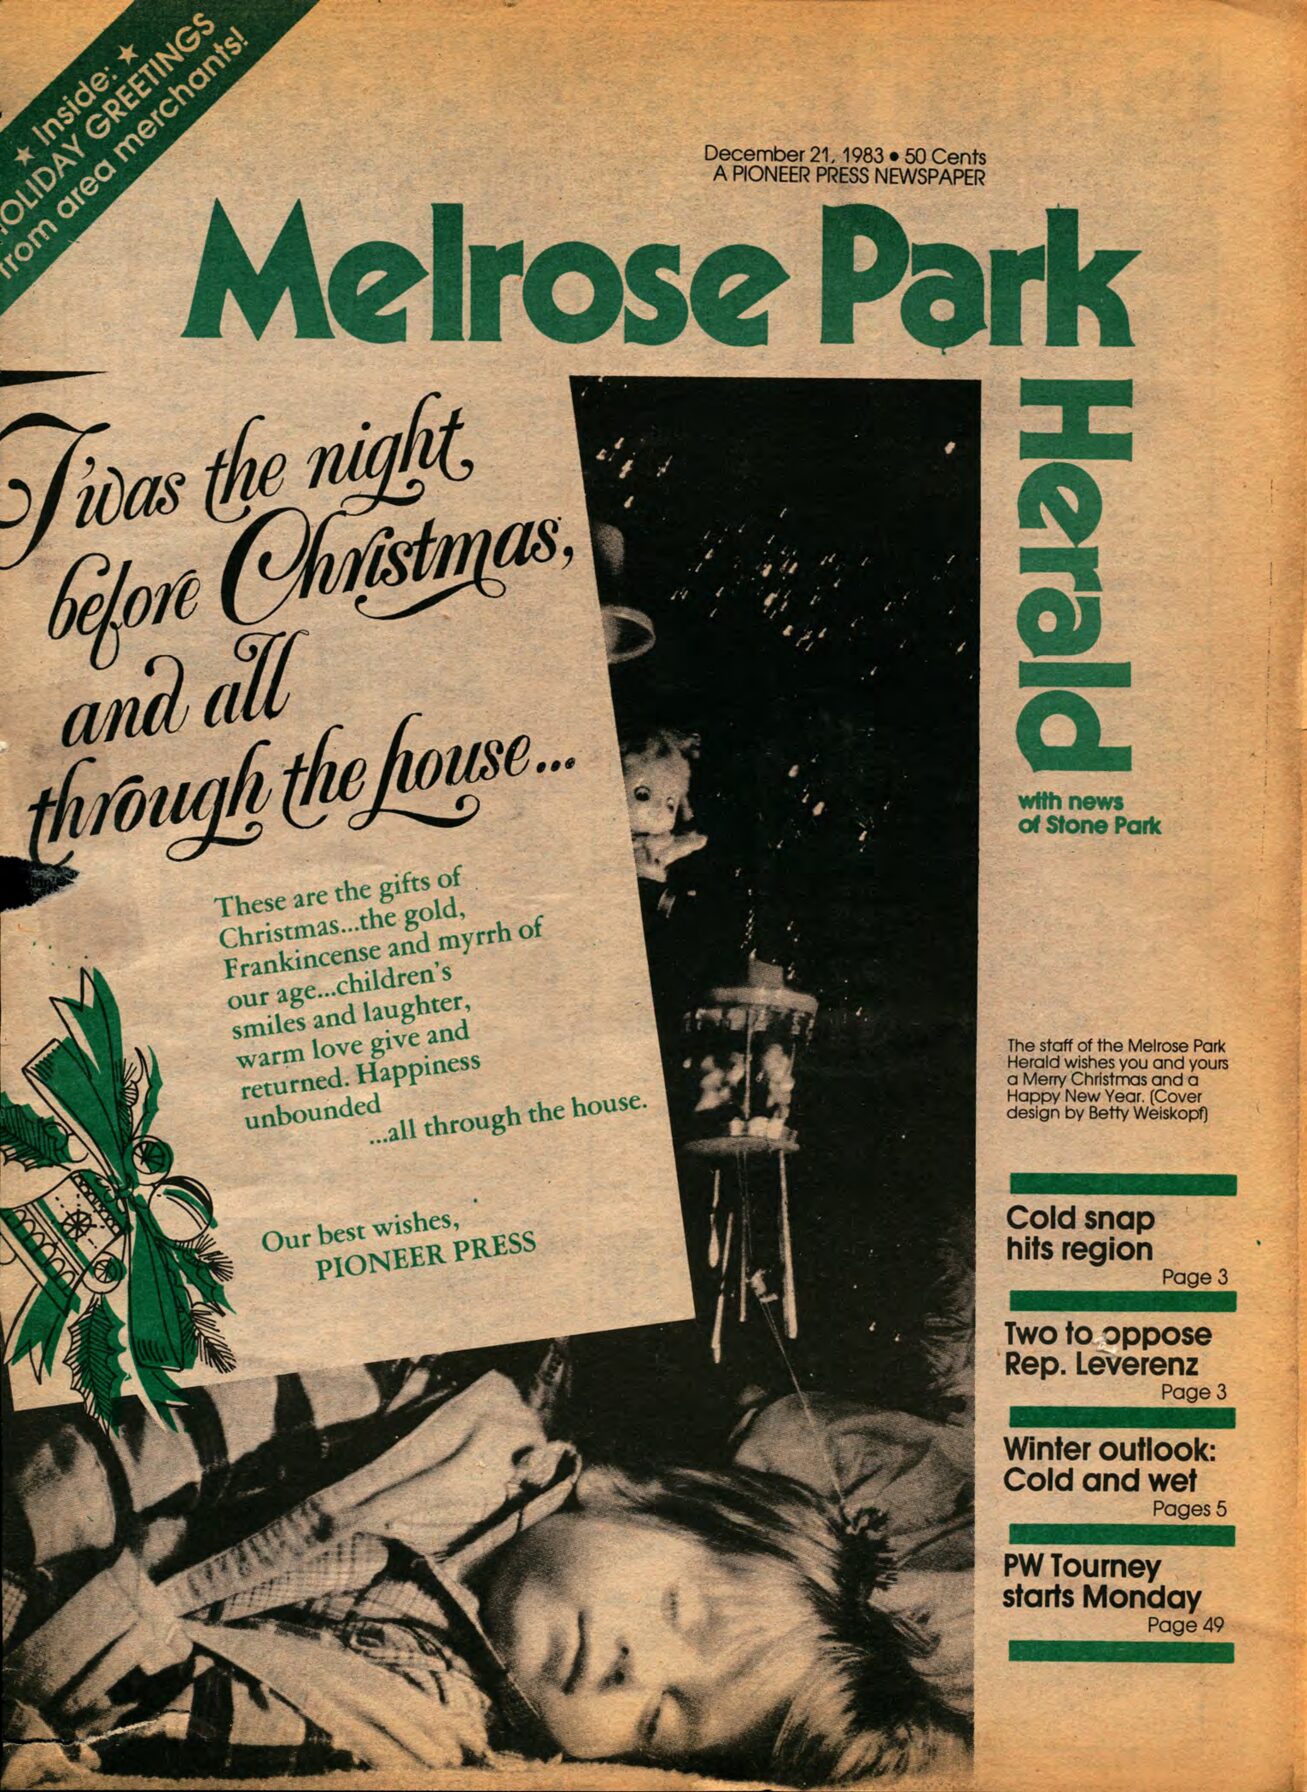 ★ Inside: ★
OLIDAY GREETINGS
from area merchants!
December 21, 1983 • 50 Cents
A PIONEER PRESS NEWSPAPER
Melrose Park
Herald
with news
of Stone Park
T'was the night
before Christmas,
and all
through the house...
These are the gifts of
Christmas...the gold,
Frankincense and myrrh of
our age...children's
smiles and laughter,
warm love give and
returned. Happiness
unbounded
...all through the house.
Our best wishes,
PIONEER PRESS
The staff of the Melrose Park
Herald wishes you and yours
a Merry Christmas and a
Happy New Year. (Cover
design by Betty Weiskopf)
Cold snap
hits region
Page 3
Two to oppose
Rep. Leverenz
Page 3
Winter outlook:
Cold and wet
Pages 5
PW Tourney
starts Monday
Page 49